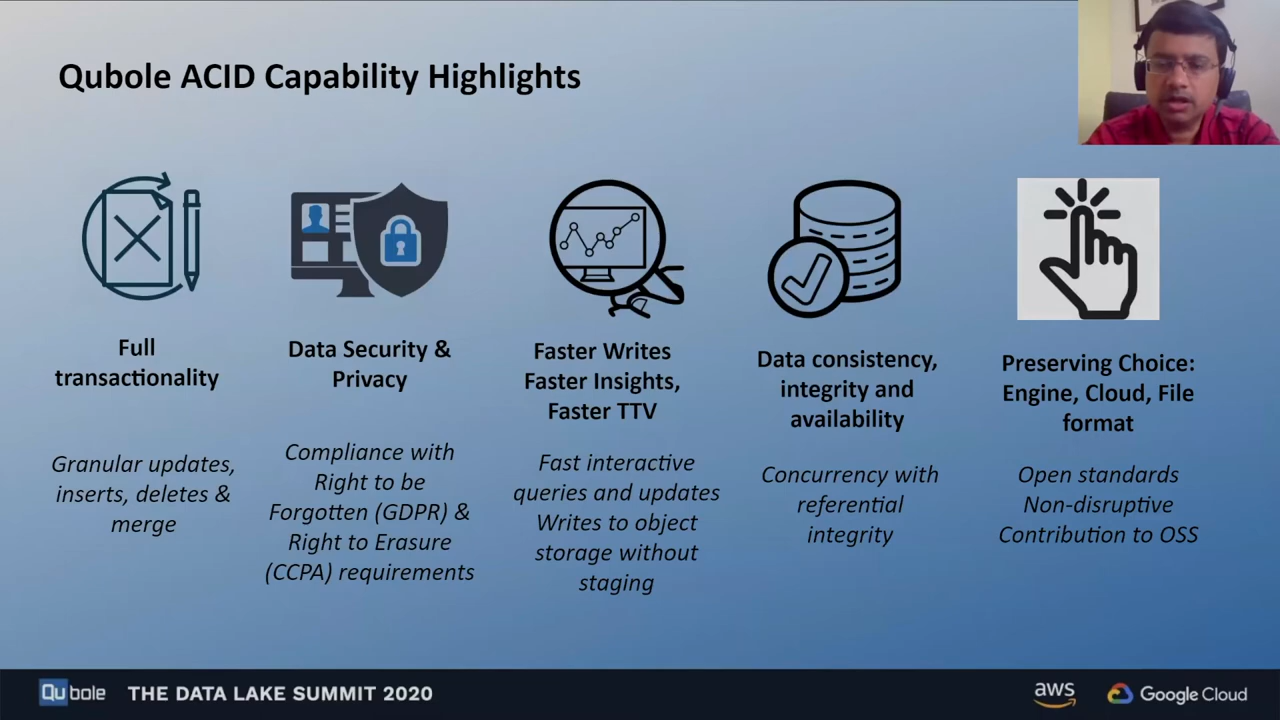 Qubole ACID Capability Highlights
Full
transactionality
Granular updates,
inserts, deletes &
merge
Data Security &
Privacy
Compliance with
Right to be
Forgotten (GDPR) &
Right to Erasure
(CCPA) requirements
Faster Writes
Faster Insights,
Faster TTV
Fast interactive
queries and updates
Writes to object
storage without
staging
Data consistency,
integrity and
availability
Concurrency with
referential
integrity
Preserving Choice:
Engine, Cloud, File
format
Open standards
Non-disruptive
Contribution to OSS
Qubole THE DATA LAKE SUMMIT 2020
aws Google Cloud